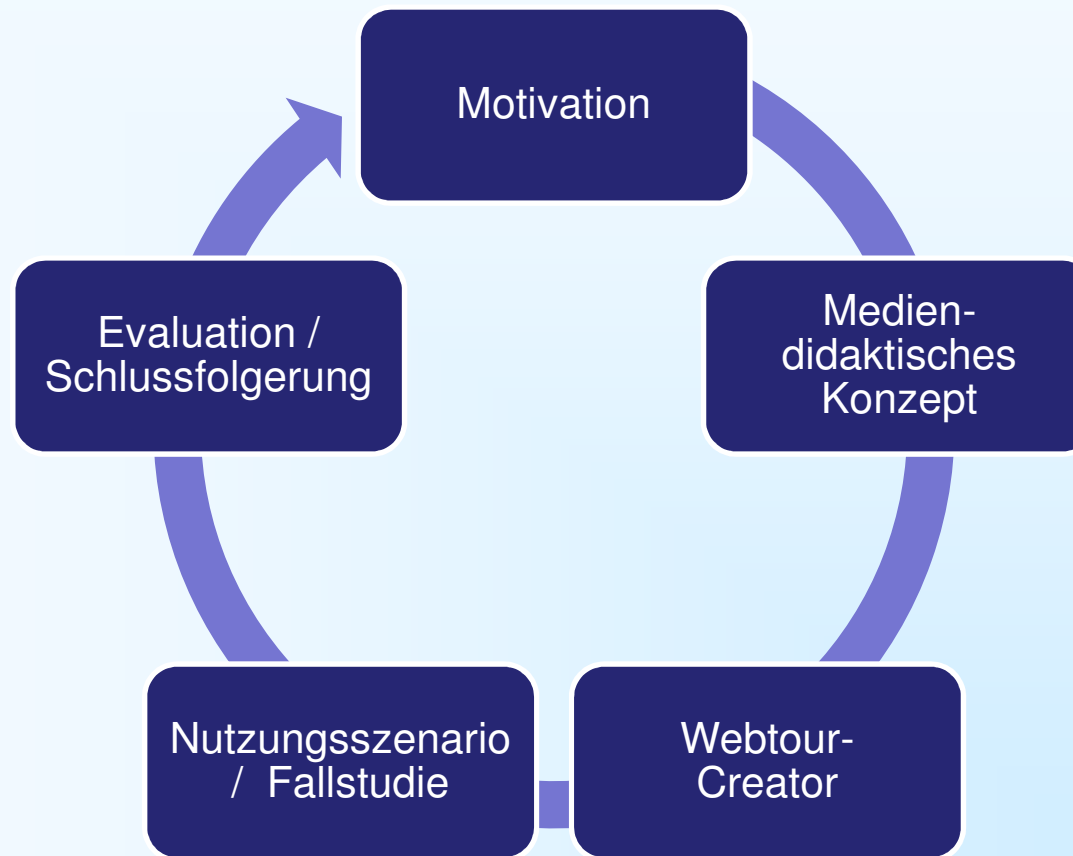 Motivation
Medien-
didaktisches
Konzept
Webtour-
Creator
Nutzungsszenario
/ Fallstudie
Evaluation /
Schlussfolgerung